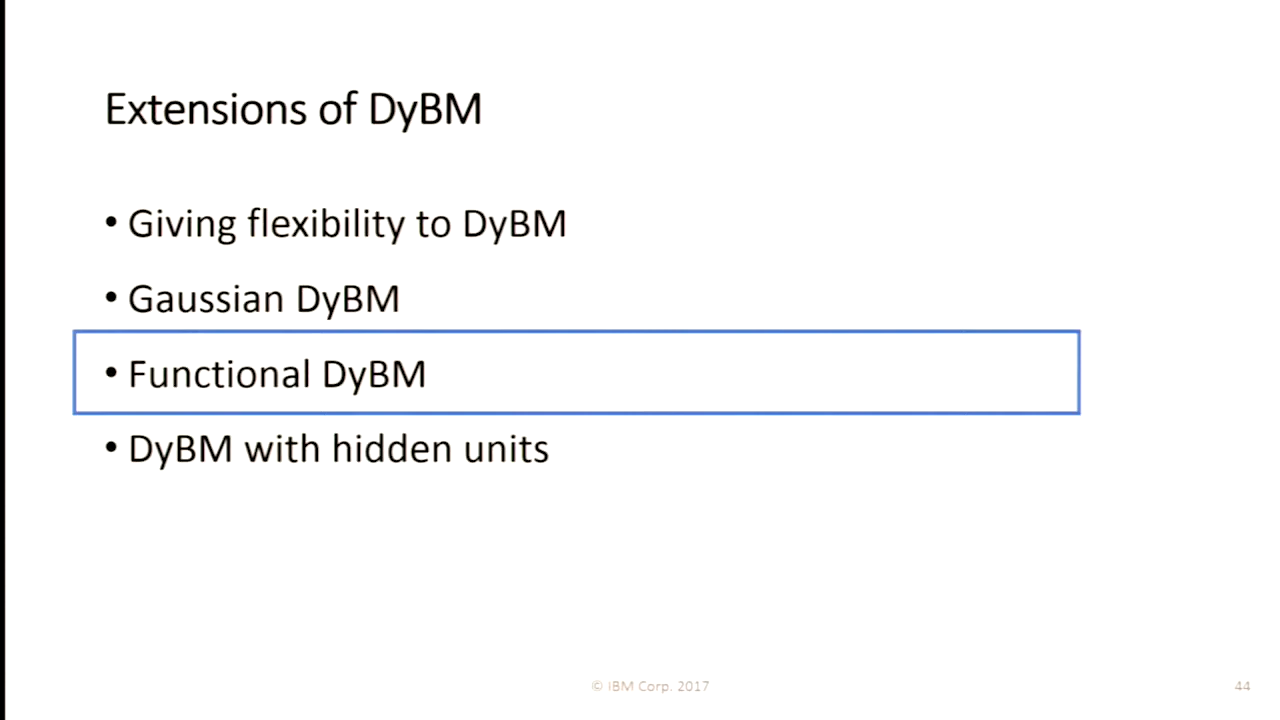 Extensions of DyBM
• Giving flexibility to DyBM
• Gaussian DyBM
• Functional DyBM
• DyBM with hidden units
© IBM Corp. 2017
44